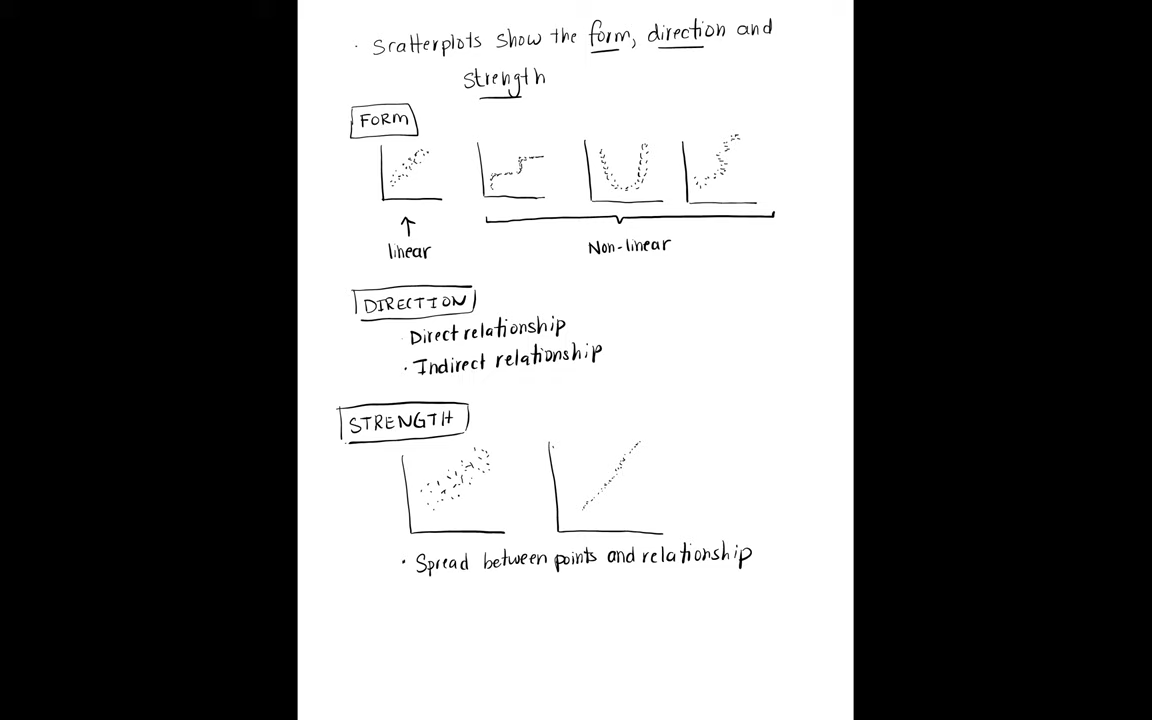 · Scatterplots show the form, direction and
strength
FORM
linear
Non-linear
DIRECTION
· Direct relationship
· Indirect relationship
STRENGTH
· Spread between points and relationship